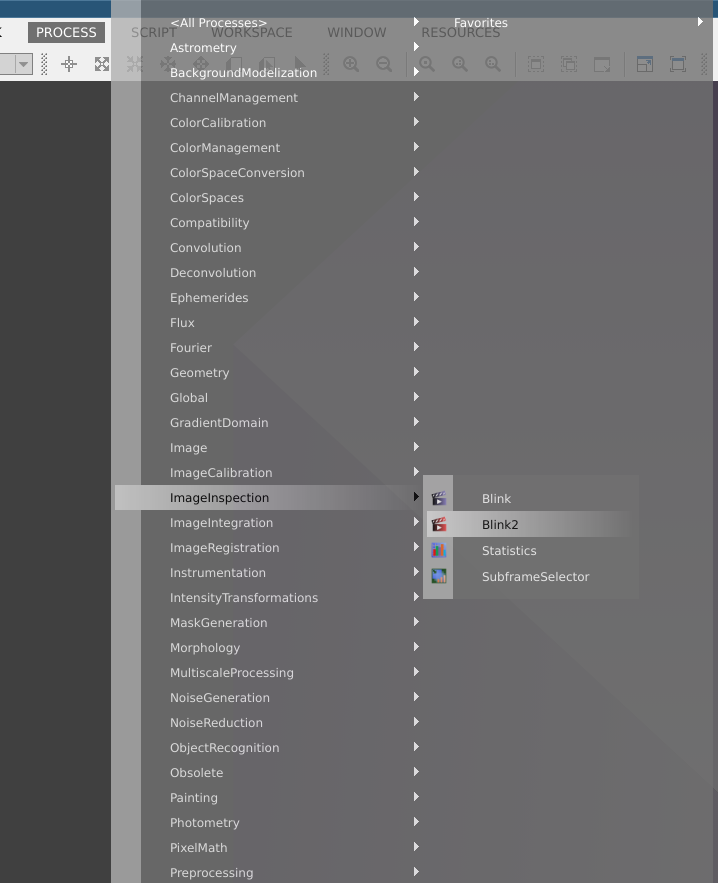 <All Processes>
Favorites
PROCESS
SCRIPT
WORKSPACE
WINDOW
RESOURCES
Astrometry
BackgroundModelization
ChannelManagement
ColorCalibration
ColorManagement
ColorSpaceConversion
ColorSpaces
Compatibility
Convolution
Deconvolution
Ephemerides
Flux
Fourier
Geometry
Global
GradientDomain
Image
ImageCalibration
ImageInspection
Blink
Blink2
Statistics
SubframeSelector
ImageIntegration
ImageRegistration
Instrumentation
IntensityTransformations
MaskGeneration
Morphology
MultiscaleProcessing
NoiseGeneration
NoiseReduction
ObjectRecognition
Obsolete
Painting
Photometry
PixelMath
Preprocessing